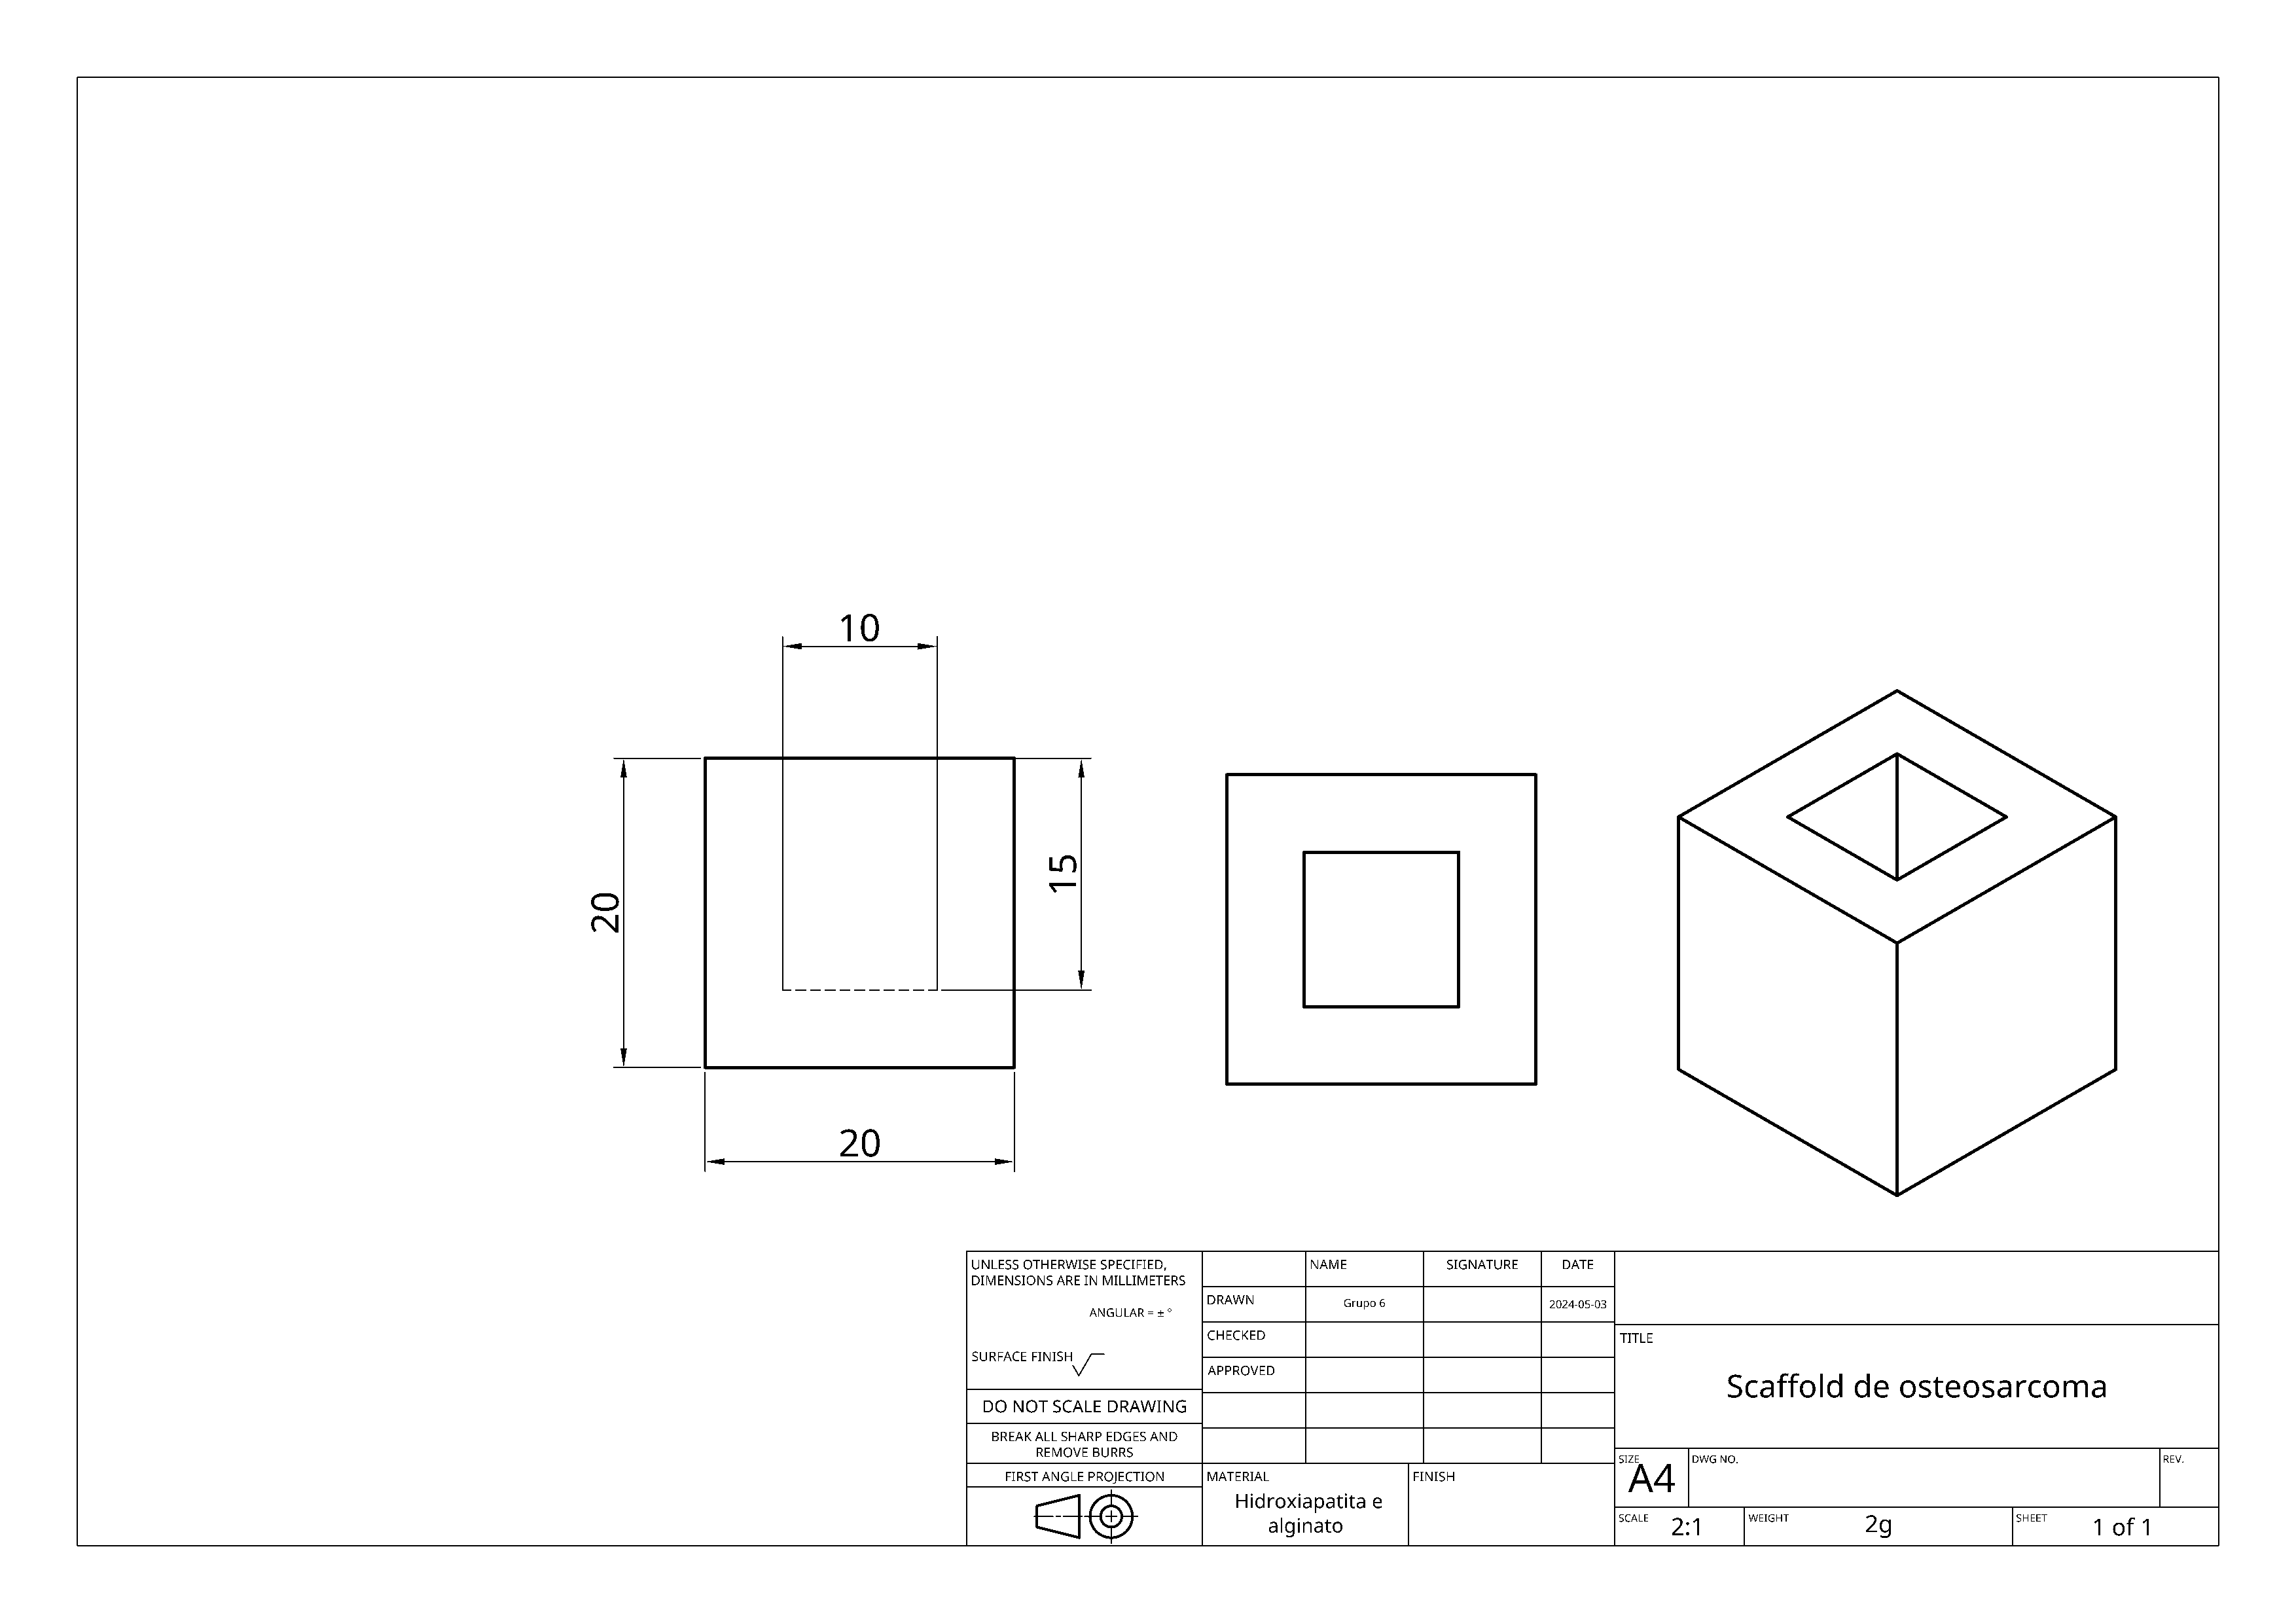 10
20
15
20
UNLESS OTHERWISE SPECIFIED,
DIMENSIONS ARE IN MILLIMETERS
ANGULAR = ± °
SURFACE FINISH
DO NOT SCALE DRAWING
BREAK ALL SHARP EDGES AND
REMOVE BURRS
FIRST ANGLE PROJECTION
NAME SIGNATURE DATE
DRAWN Grupo 6 2024-05-03
CHECKED
APPROVED
MATERIAL
Hidroxiapatita e
alginato
FINISH
TITLE
Scaffold de osteosarcoma
SIZE
A4
DWG NO.
REV.
SCALE 2:1
WEIGHT 2g
SHEET 1 of 1